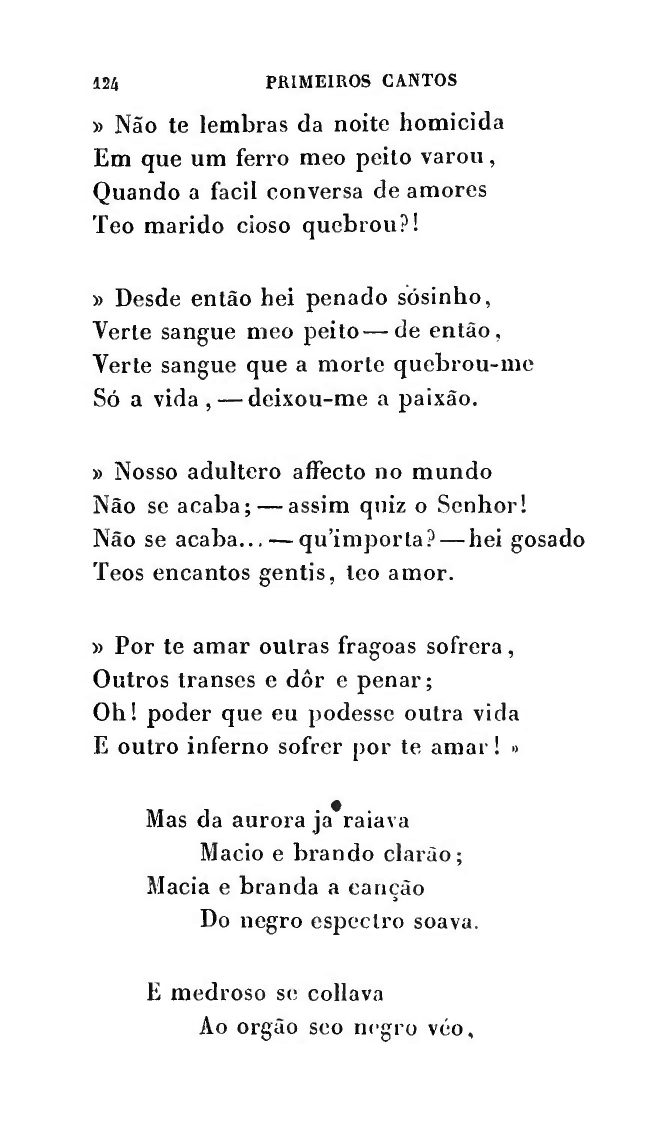 124 PRIMEIROS CANTOS
» Não te lembras da noite homicida
Em que um ferro meo peito varou,
Quando a facil conversa de amores
Teo marido cioso quebrou?!
» Desde então hei penado sósinho,
Verte sangue meo peito—de então,
Verte sangue que a morte quebrou-me
Só a vida,—deixou-me a paixão.
» Nosso adultero affecto no mundo
Não se acaba;—assim quiz o Senhor!
Não se acaba...—qu'importa?—hei gosado
Teos encantos gentis, teo amor.
» Por te amar outras fragoas sofrera,
Outros transes e dôr e penar;
Oh! poder que eu podesse outra vida
E outro inferno sofrer por te amar! »
Mas da aurora ja raiava
Macio e brando clarão;
Macia e branda a canção
Do negro espectro soava.
E medroso se collava
Ao orgão seo negro véo,